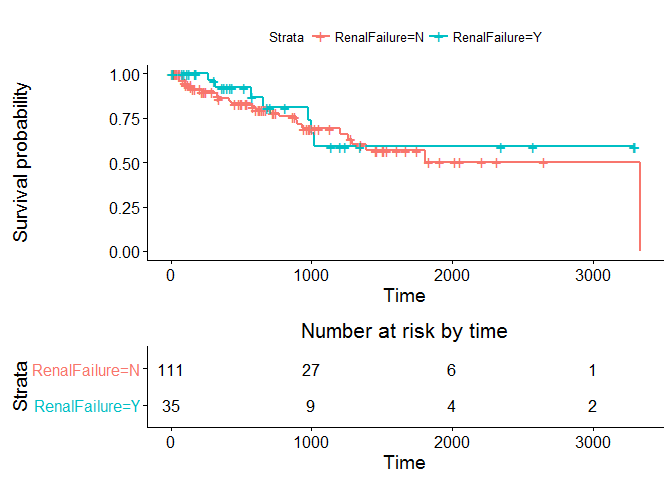 Strata RenalFailure=N RenalFailure=Y
Survival probability
1.00
0.75
0.50
0.25
0.00
0 1000 2000 3000
Time
Number at risk by time
Strata
RenalFailure=N 111 27 6 1
RenalFailure=Y 35 9 4 2
0 1000 2000 3000
Time